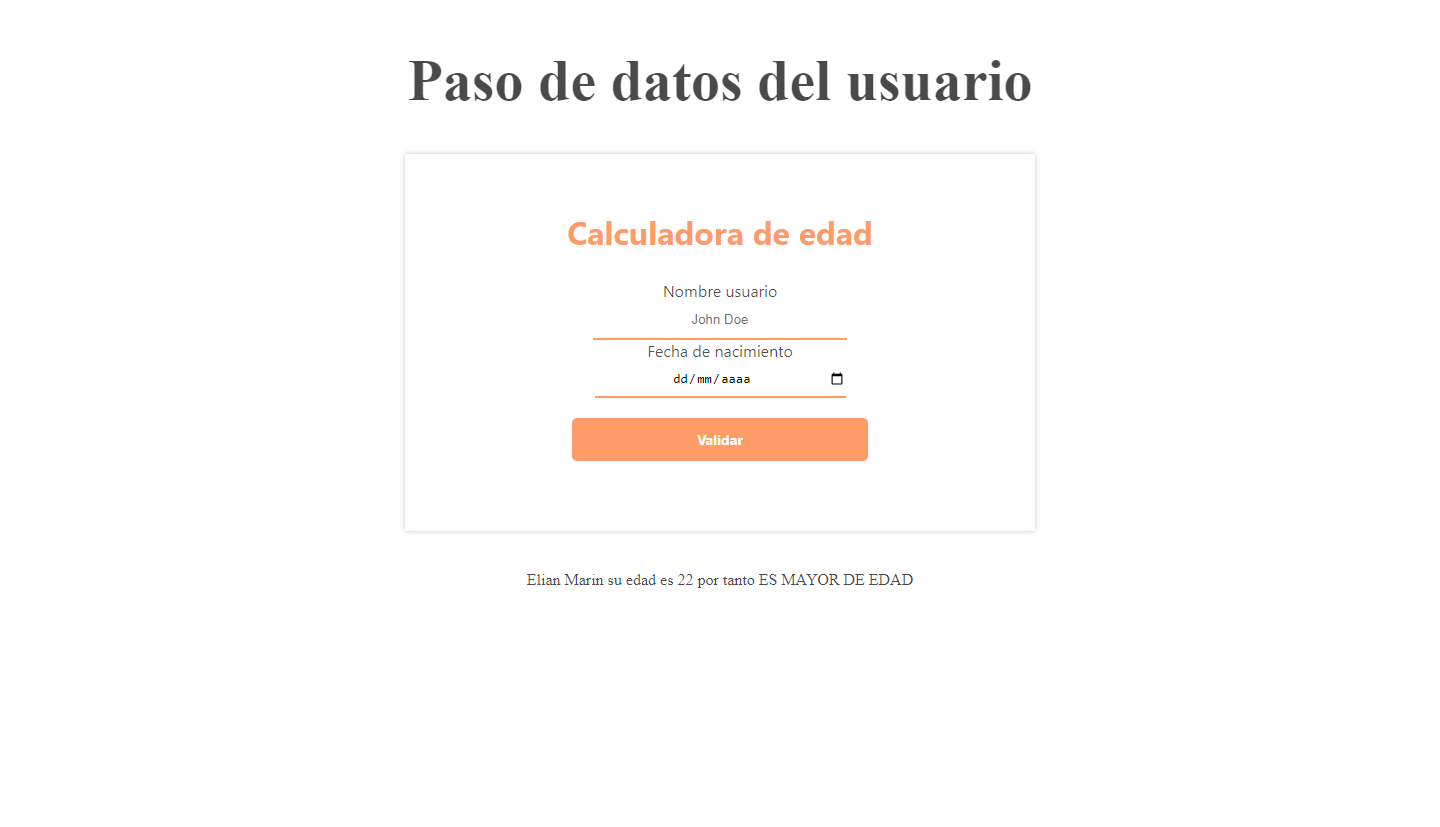 Paso de datos del usuario
Calculadora de edad
Nombre usuario
John Doe
Fecha de nacimiento
dd/mm/aaaa
Validar
Elian Marin su edad es 22 por tanto ES MAYOR DE EDAD